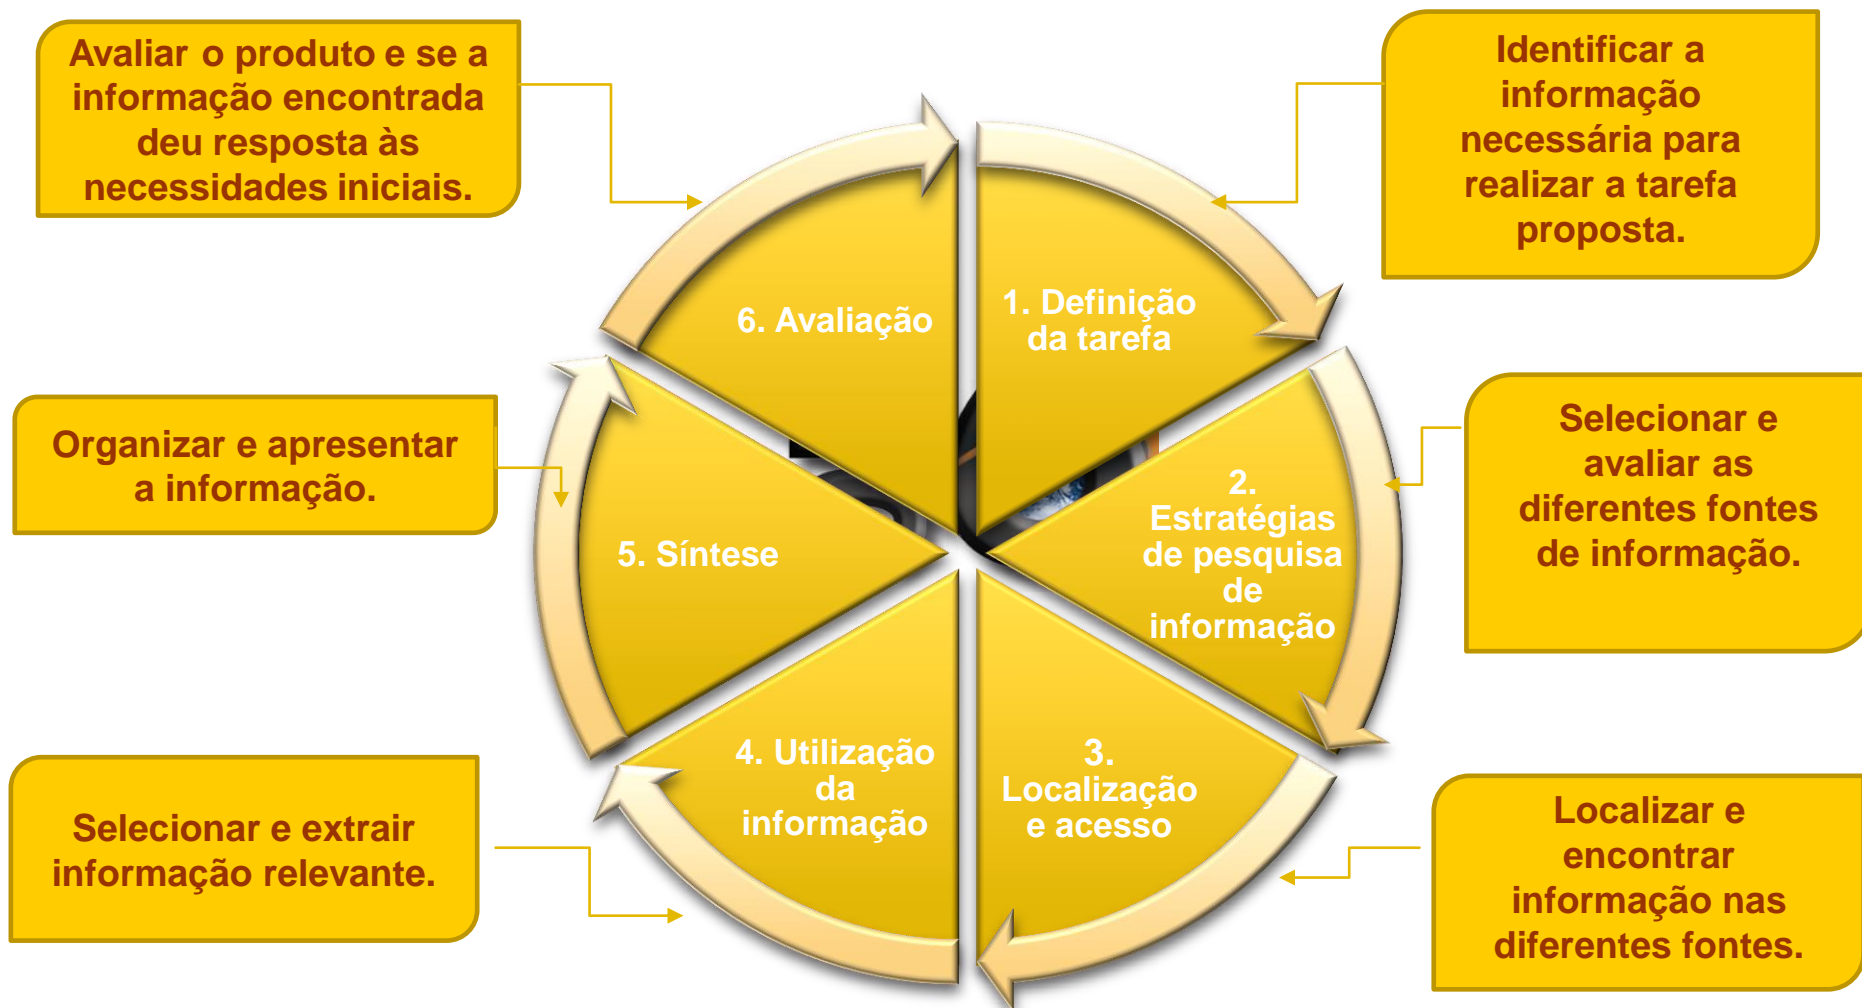 Avaliar o produto e se a
informação encontrada
deu resposta às
necessidades iniciais.
Identificar a
informação
necessária para
realizar a tarefa
proposta.
6. Avaliação
1. Definição
da tarefa
Organizar e apresentar
a informação.
Selecionar e
avaliar as
diferentes fontes
de informação.
5. Síntese
2.
Estratégias
de pesquisa
de
informação
4. Utilização
da
informação
3.
Localização
e acesso
Selecionar e extrair
informação relevante.
Localizar e
encontrar
informação nas
diferentes fontes.